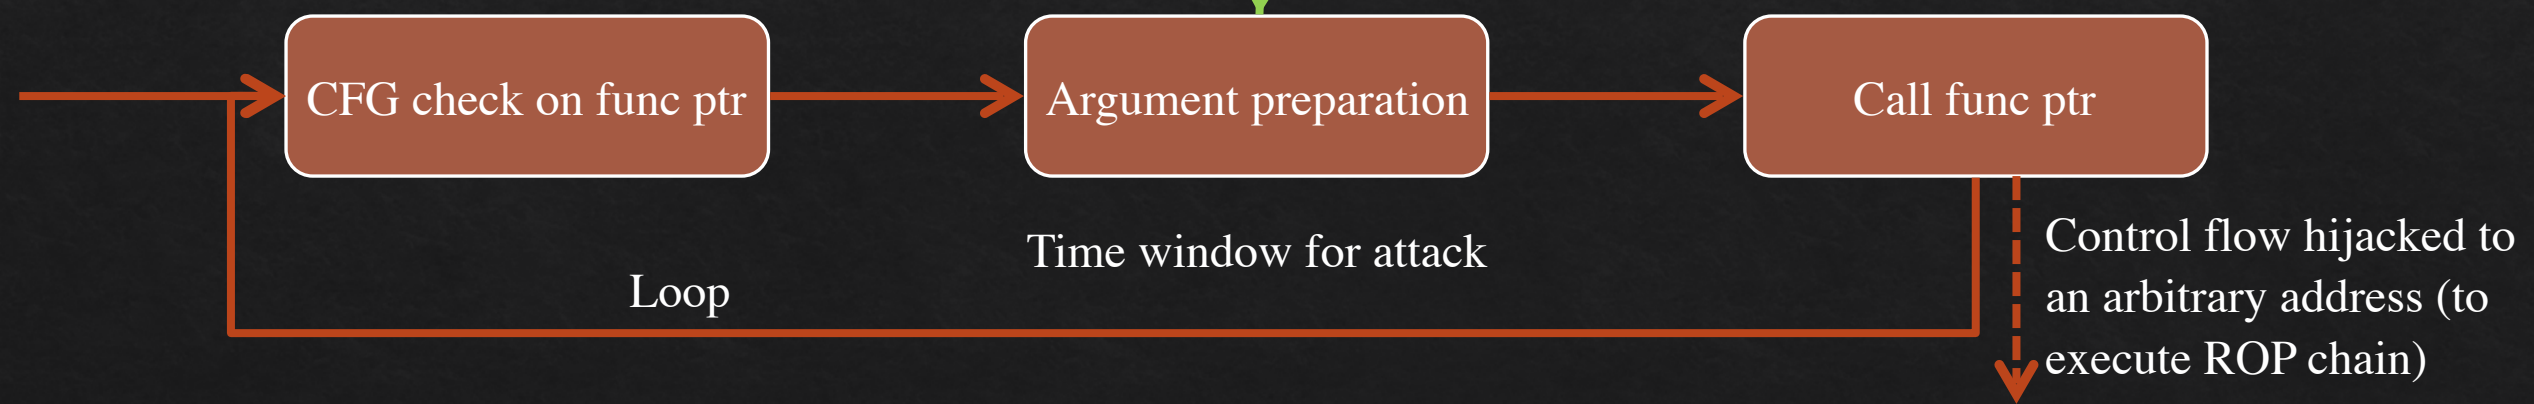 CFG check on func ptr
Argument preparation
Call func ptr
Time window for attack
Loop
Control flow hijacked to
an arbitrary address (to
execute ROP chain)